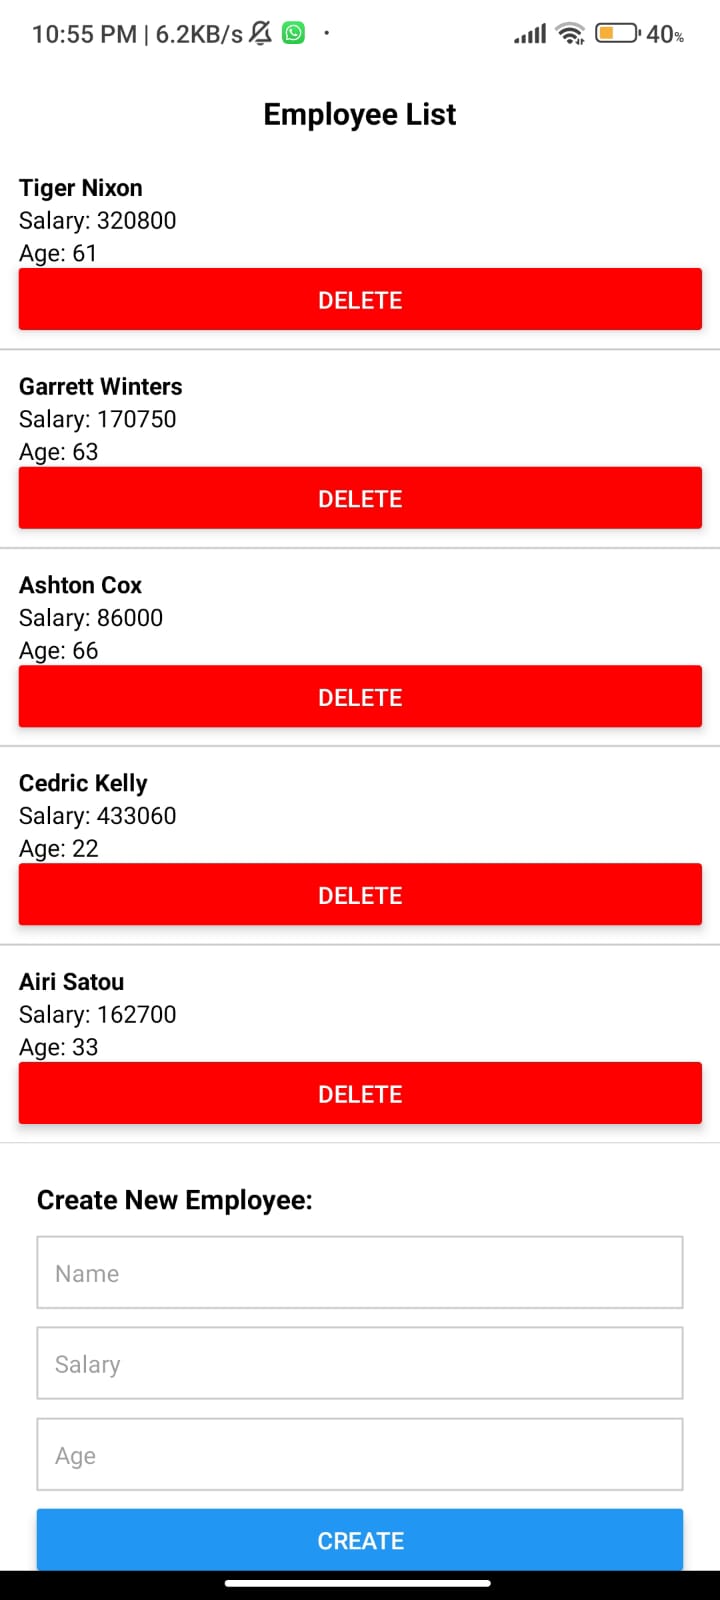 10:55 PM | 6.2KB/s 40%
Employee List
Tiger Nixon
Salary: 320800
Age: 61
DELETE
Garrett Winters
Salary: 170750
Age: 63
DELETE
Ashton Cox
Salary: 86000
Age: 66
DELETE
Cedric Kelly
Salary: 433060
Age: 22
DELETE
Airi Satou
Salary: 162700
Age: 33
DELETE
Create New Employee:
Name
Salary
Age
CREATE